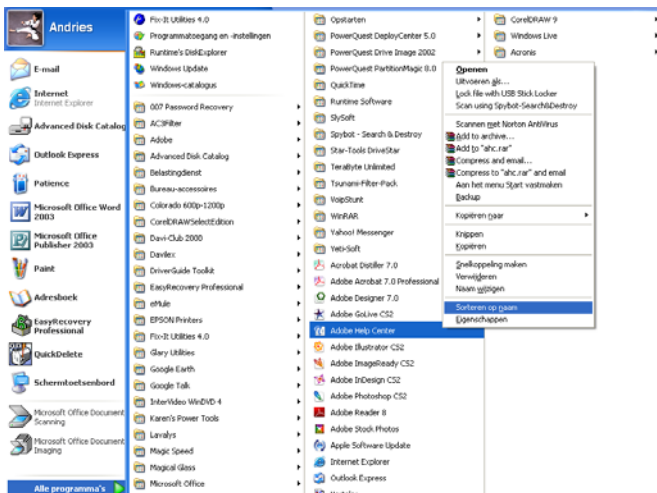 Andries
E-mail
Internet
Internet Explorer
Advanced Disk Catalog
Outlook Express
Patience
Microsoft Office Word
2003
Microsoft Office
Publisher 2003
Paint
Adresboek
EasyRecovery
Professional
QuickDelete
Schermtoetsenbord
Microsoft Office Document
Scanning
Microsoft Office Document
Imaging
Alle programma's
Fix-It Utilities 4.0
Programmatoegang en -instellingen
Runtime's DiskExplorer
Windows Update
Windows-catalogus
007 Password Recovery
AC3Filter
Adobe
Advanced Disk Catalog
Belastingdienst
Bureau-accessoires
Colorado 600p-1200p
CorelDRAWSelectEdition
Davi-Club 2000
Davilex
DriverGuide Toolkit
EasyRecovery Professional
eMule
EPSON Printers
Fix-It Utilities 4.0
Glary Utilities
Google Earth
Google Talk
InterVideo WinDVD 4
Karen's Power Tools
Lavalys
Magic Speed
Magical Glass
Microsoft Office
Opstarten
PowerQuest DeployCenter 5.0
PowerQuest Drive Image 2002
PowerQuest PartitionMagic 8.0
QuickTime
Runtime Software
SlySoft
Spybot - Search & Destroy
Star-Tools DriveStar
TeraByte Unlimited
Tsunami-Filter-Pack
VoipStunt
WinRAR
Yahoo! Messenger
Yeti-Soft
Acrobat Distiller 7.0
Adobe Acrobat 7.0 Professional
Adobe Designer 7.0
Adobe GoLive CS2
Adobe Help Center
Adobe Illustrator CS2
Adobe ImageReady CS2
Adobe InDesign CS2
Adobe Photoshop CS2
Adobe Reader 8
Adobe Stock Photos
Apple Software Update
Internet Explorer
Outlook Express
CorelDRAW 9
Windows Live
Acronis
Openen
Uitvoeren als...
Lock file with USB Stick Locker
Scan using Spybot-Search&Destroy
Scannen met Norton AntiVirus
Add to archive...
Add to "ahc.rar"
Compress and email...
Compress to "ahc.rar" and email
Aan het menu Start vastmaken
Backup
Kopiëren naar
Knippen
Kopiëren
Snelkoppeling maken
Verwijderen
Naam wijzigen
Sorteren op naam
Eigenschappen